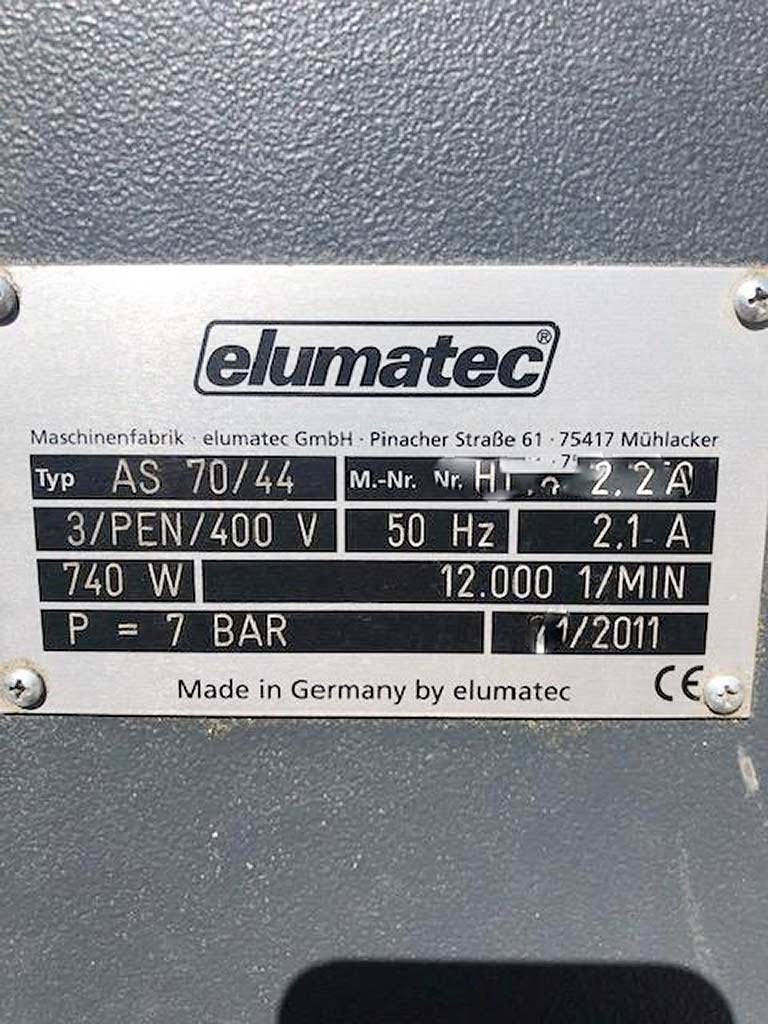 elumatec®
Maschinenfabrik · elumatec GmbH · Pinacher Straße 61 · 75417 Mühlacker
Typ AS 70/44 M.-Nr. Nr.
3/PEN/400 V 50 Hz 2,1 A
740 W 12.000 1/MIN
P = 7 BAR
Made in Germany by elumatec CE